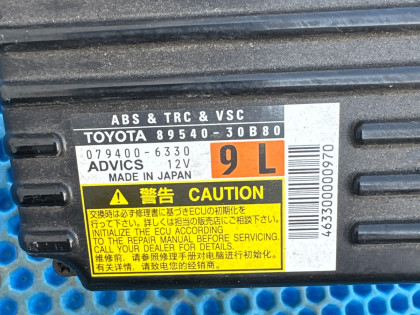 ABS & TRC & VSC
TOYOTA 89540-30B80
079400-6330
ADVICS 12V
MADE IN JAPAN
9 L
警告 CAUTION
交換時は必ず修理書に基づきECUの初期化を
行って下さい。詳しくは担当の販売店にご相談下さい。
INITIALIZE THE ECU ACCORDING
TO THE REPAIR MANUAL BEFORE REPAIR.
CALL YOUR DEALER FOR DETAILS.
维修前，请参照修理手册对电脑进行初始化。
有关详情，请致电您的经销商。
463300000970